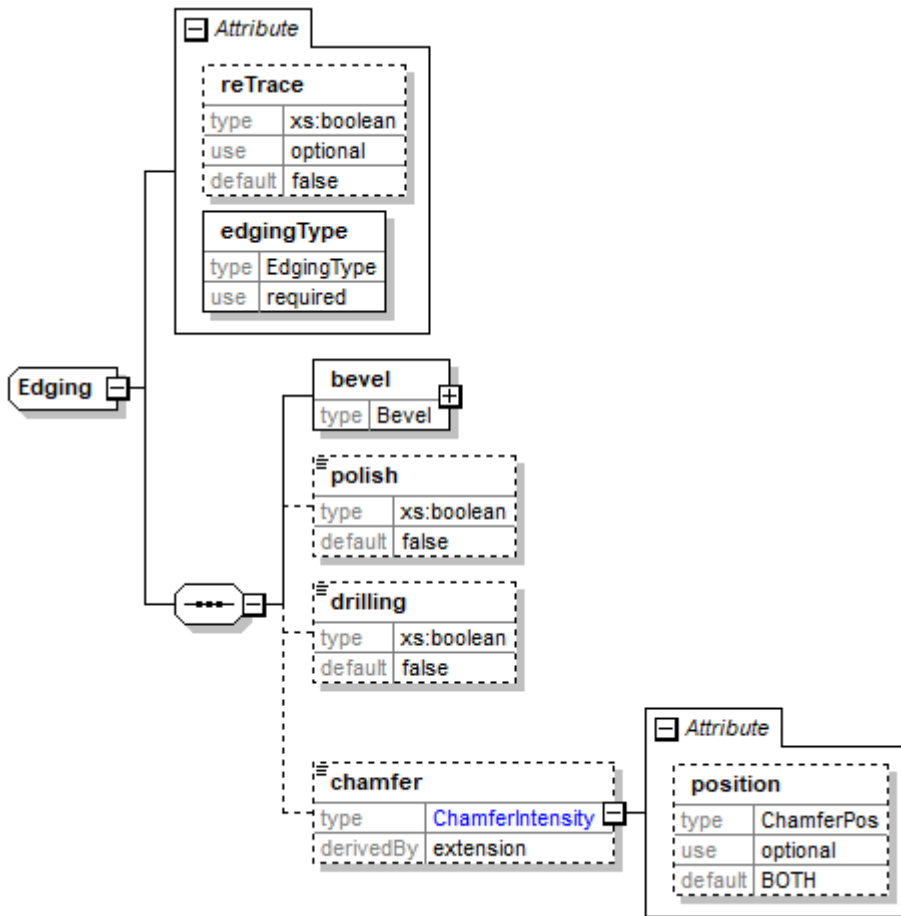 Attribute
reTrace
type xs:boolean
use optional
default false
edgingType
type EdgingType
use required
Edging
bevel
type Bevel
polish
type xs:boolean
default false
drilling
type xs:boolean
default false
Attribute
chamfer
type ChamferIntensity
derivedBy extension
position
type ChamferPos
use optional
default BOTH